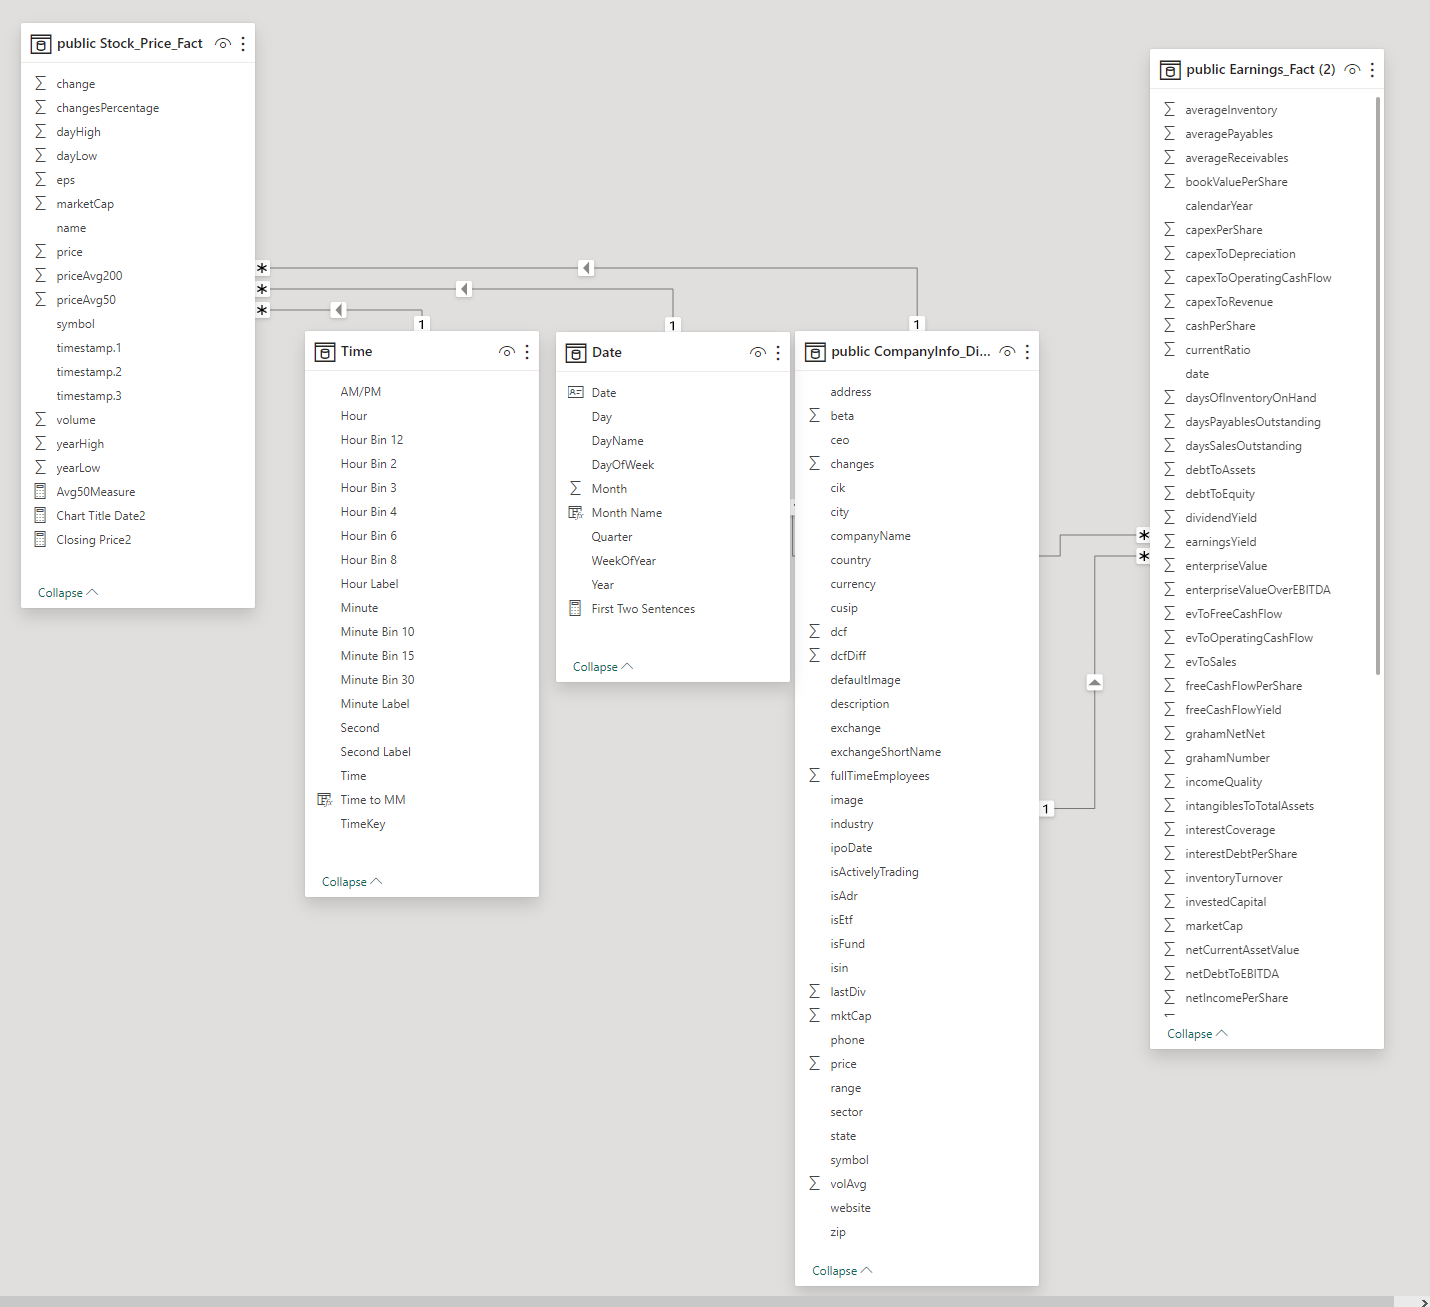 public Stock_Price_Fact
change
changesPercentage
dayHigh
dayLow
eps
marketCap
name
price
priceAvg200
priceAvg50
symbol
timestamp.1
timestamp.2
timestamp.3
volume
yearHigh
yearLow
Avg50Measure
Chart Title Date2
Closing Price2
Collapse
*
*
*
1
1
1
Time
AM/PM
Hour
Hour Bin 12
Hour Bin 2
Hour Bin 3
Hour Bin 4
Hour Bin 6
Hour Bin 8
Hour Label
Minute
Minute Bin 10
Minute Bin 15
Minute Bin 30
Minute Label
Second
Second Label
Time
Time to MM
TimeKey
Collapse
Date
Date
Day
DayName
DayOfWeek
Month
Month Name
Quarter
WeekOfYear
Year
First Two Sentences
Collapse
public CompanyInfo_Di...
address
beta
ceo
changes
cik
city
companyName
country
currency
cusip
dcf
dcfDiff
defaultImage
description
exchange
exchangeShortName
fullTimeEmployees
image
industry
ipoDate
isActivelyTrading
isAdr
isEtf
isFund
isin
lastDiv
mktCap
phone
price
range
sector
state
symbol
volAvg
website
zip
Collapse
1
*
*
public Earnings_Fact (2)
averageInventory
averagePayables
averageReceivables
bookValuePerShare
calendarYear
capexPerShare
capexToDepreciation
capexToOperatingCashFlow
capexToRevenue
cashPerShare
currentRatio
date
daysOfInventoryOnHand
daysPayablesOutstanding
daysSalesOutstanding
debtToAssets
debtToEquity
dividendYield
earningsYield
enterpriseValue
enterpriseValueOverEBITDA
evToFreeCashFlow
evToOperatingCashFlow
evToSales
freeCashFlowPerShare
freeCashFlowYield
grahamNetNet
grahamNumber
incomeQuality
intangiblesToTotalAssets
interestCoverage
interestDebtPerShare
inventoryTurnover
investedCapital
marketCap
netCurrentAssetValue
netDebtToEBITDA
netIncomePerShare
Collapse